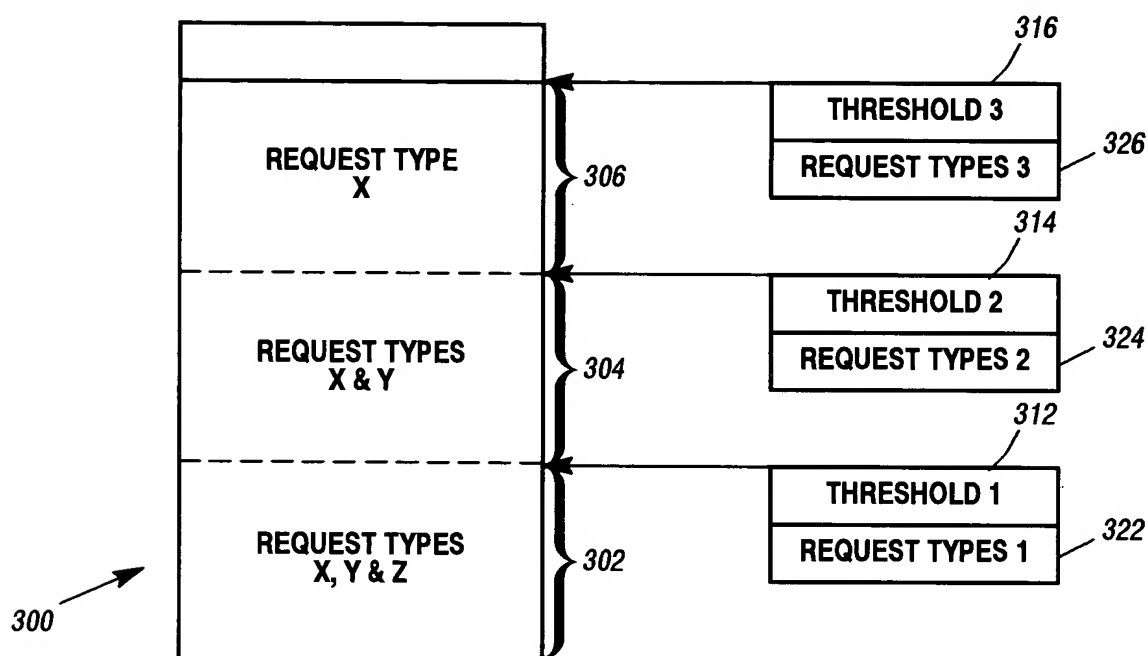 316
THRESHOLD 3
REQUEST TYPES 3
326
REQUEST TYPE
X
306
314
THRESHOLD 2
REQUEST TYPES 2
324
REQUEST TYPES
X & Y
304
312
THRESHOLD 1
REQUEST TYPES 1
322
REQUEST TYPES
X, Y & Z
302
300